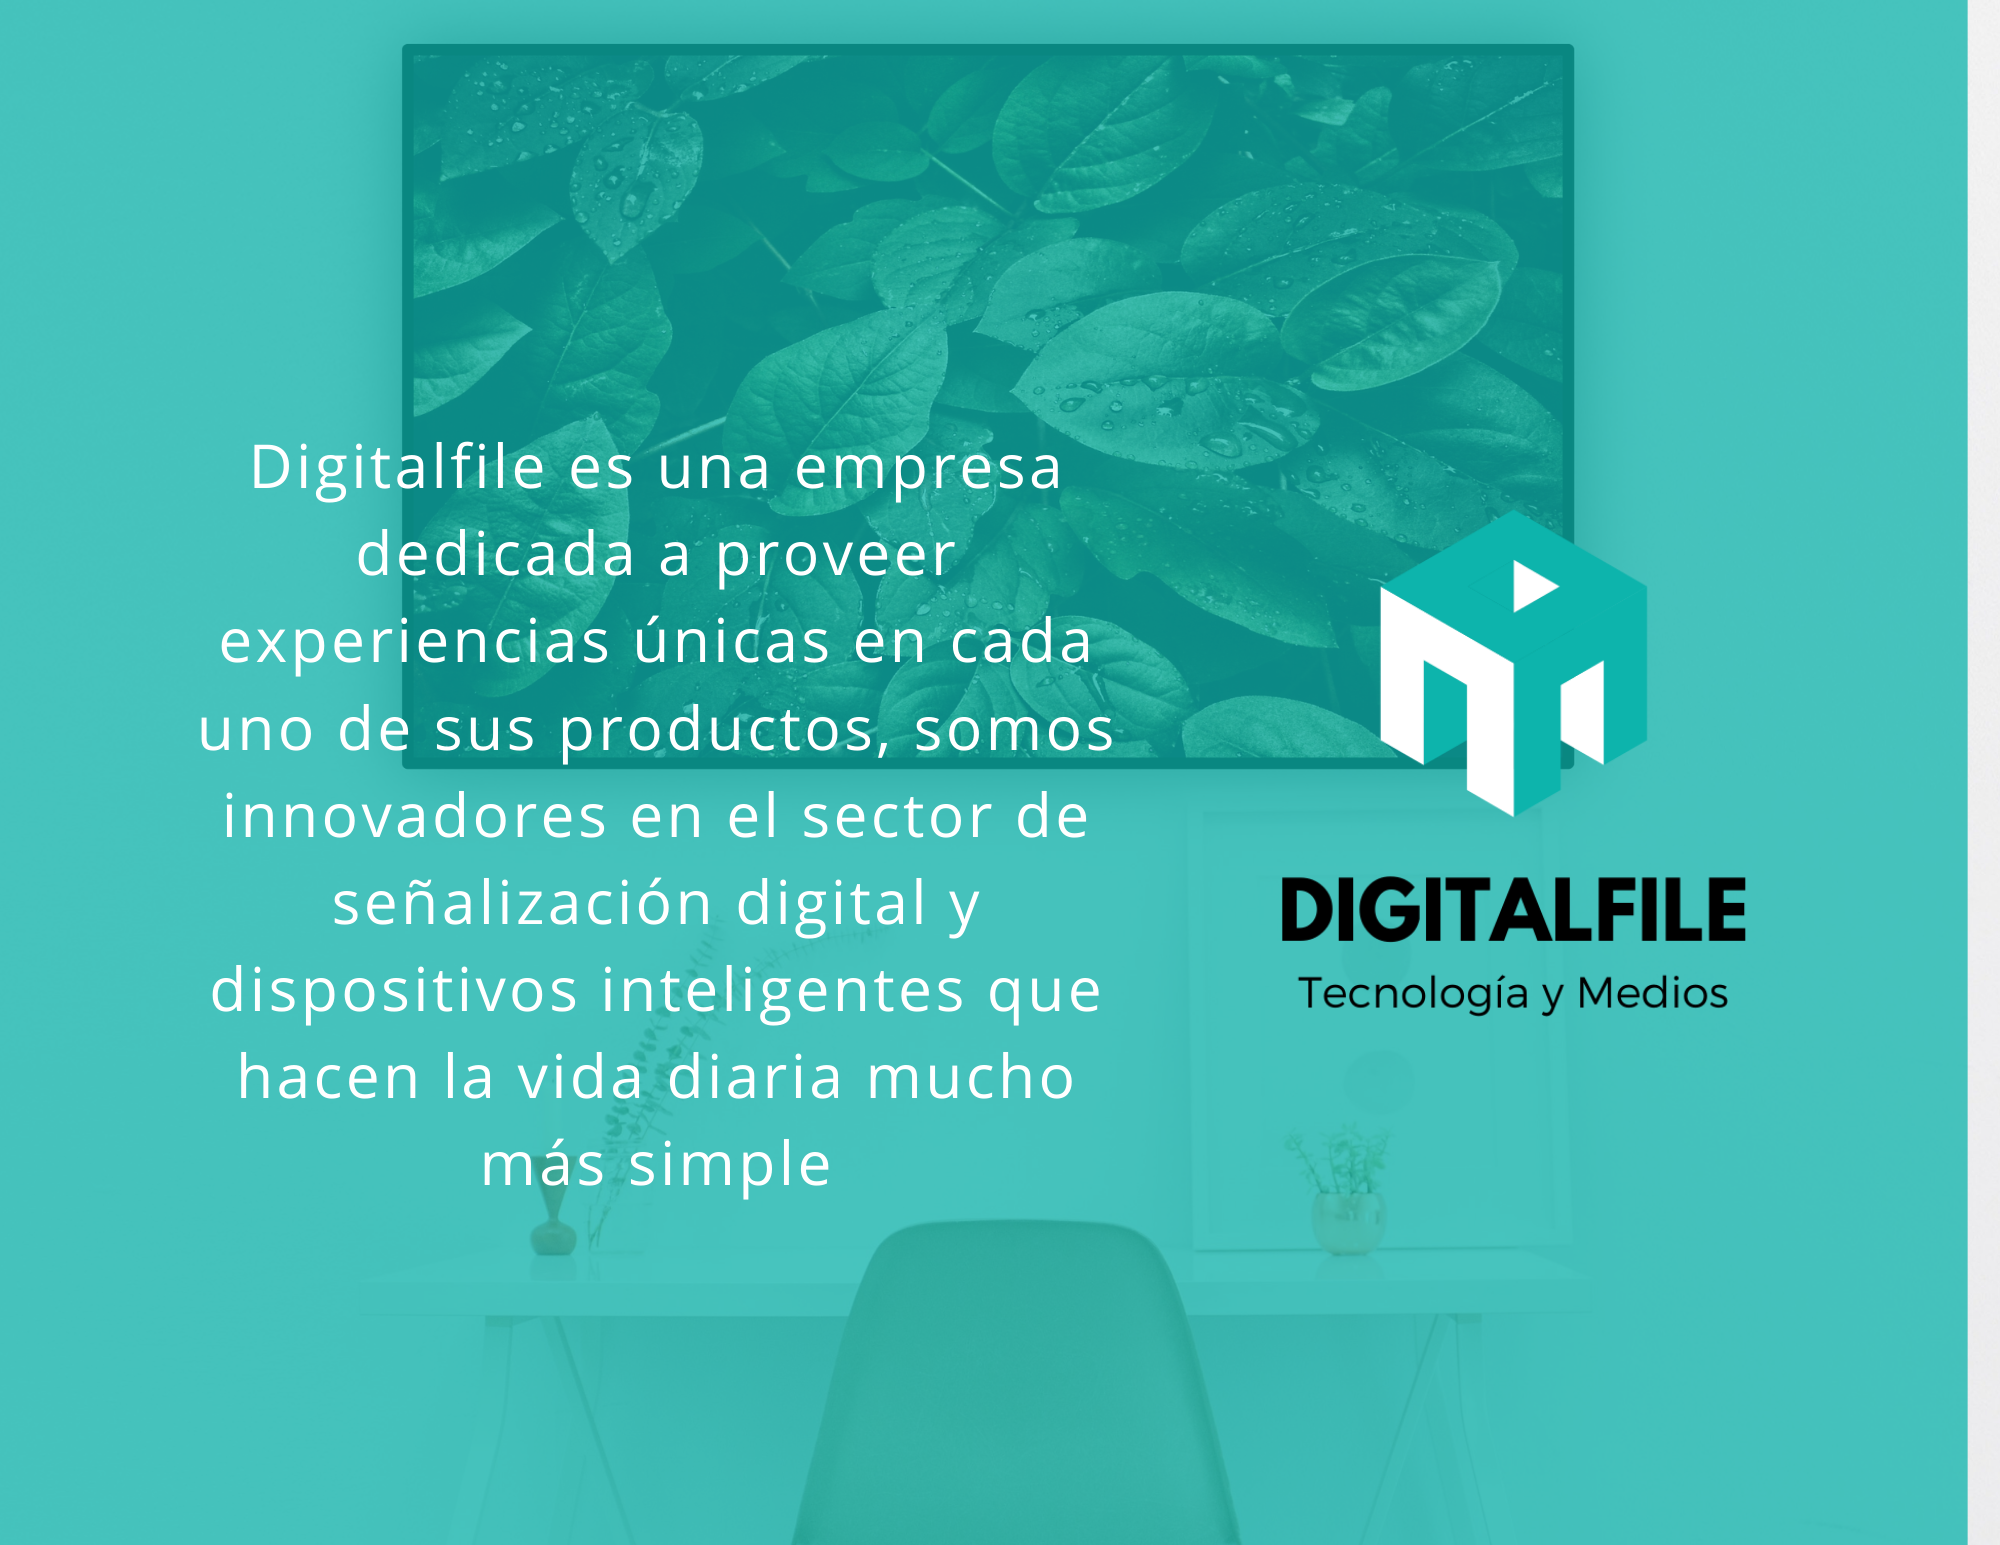 Digitalfile es una empresa
dedicada a proveer
experiencias únicas en cada
uno de sus productos, somos
innovadores en el sector de
señalización digital y
dispositivos inteligentes que
hacen la vida diaria mucho
más simple
DIGITALFILE
Tecnología y Medios